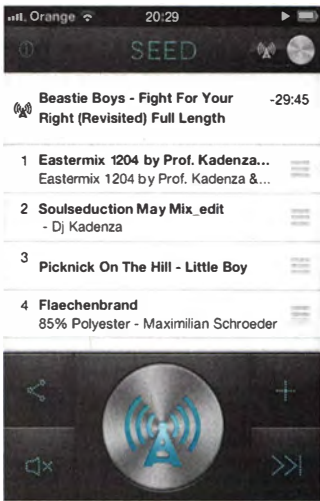 Orange 20:29
SEED
Beastie Boys - Fight For Your -29:45
Right (Revisited) Full Length
1 Eastermix 1204 by Prof. Kadenza...
Eastermix 1204 by Prof. Kadenza &...
2 Soulseduction May Mix_edit
- Dj Kadenza
3
Picknick On The Hill - Little Boy
4 Flaechenbrand
85% Polyester - Maximilian Schroeder